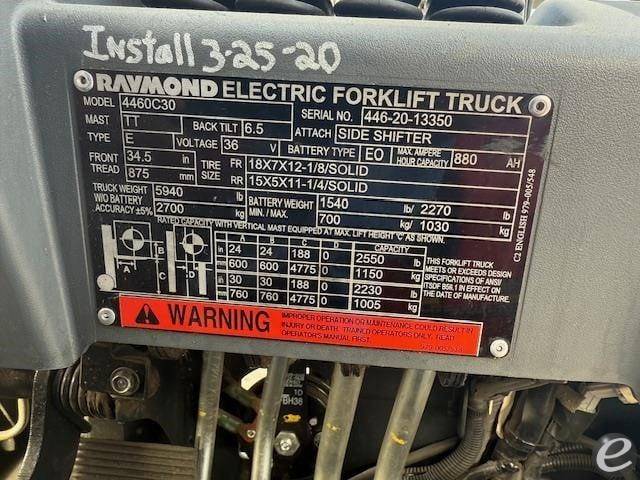 Install 3-25-20
RAYMOND ELECTRIC FORKLIFT TRUCK
MODEL 4460C30 SERIAL NO. 446-20-13350
MAST TT BACK TILT 6.5 ATTACH SIDE SHIFTER
TYPE E VOLTAGE 36 V BATTERY TYPE EO MAX. AMPERE HOUR CAPACITY 880 AH
FRONT TREAD 34.5 in TIRE SIZE FR 18X7X12-1/8/SOLID
875 mm RR 15X5X11-1/4/SOLID
TRUCK WEIGHT W/O BATTERY ACCURACY ±5% 5940 lb BATTERY WEIGHT MIN. / MAX. 1540 lb/ 2270 lb
2700 kg 700 kg/ 1030 kg
RATED CAPACITY WITH VERTICAL MAST EQUIPPED AT MAX. LIFT HEIGHT 'C' AS SHOWN.
A B C D CAPACITY
in 24 24 188 0 2550 lb
mm 600 600 4775 0 1150 kg
in 30 30 188 0 2230 lb
mm 760 760 4775 0 1005 kg
A B C D
THIS FORKLIFT TRUCK
MEETS OR EXCEEDS DESIGN
SPECIFICATIONS OF ANSI/
ITSDF B56.1 IN EFFECT ON
THE DATE OF MANUFACTURE.
C2 ENGLISH 979-005/548
WARNING
IMPROPER OPERATION OR MAINTENANCE COULD RESULT IN
INJURY OR DEATH. TRAINED OPERATORS ONLY. READ
OPERATOR'S MANUAL FIRST.
1D
BH36
e